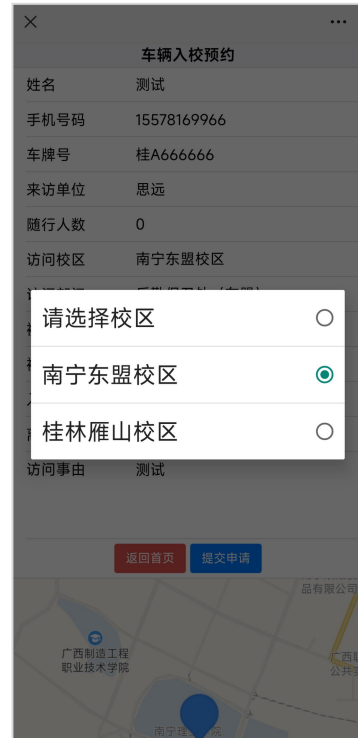 车辆入校预约
姓名 测试
手机号码 15578169966
车牌号 桂A666666
来访单位 思远
随行人数 0
访问校区 南宁东盟校区
请选择校区
南宁东盟校区
桂林雁山校区
访问事由 测试
返回首页 提交申请
品有限公司
广西制造工程
职业技术学院